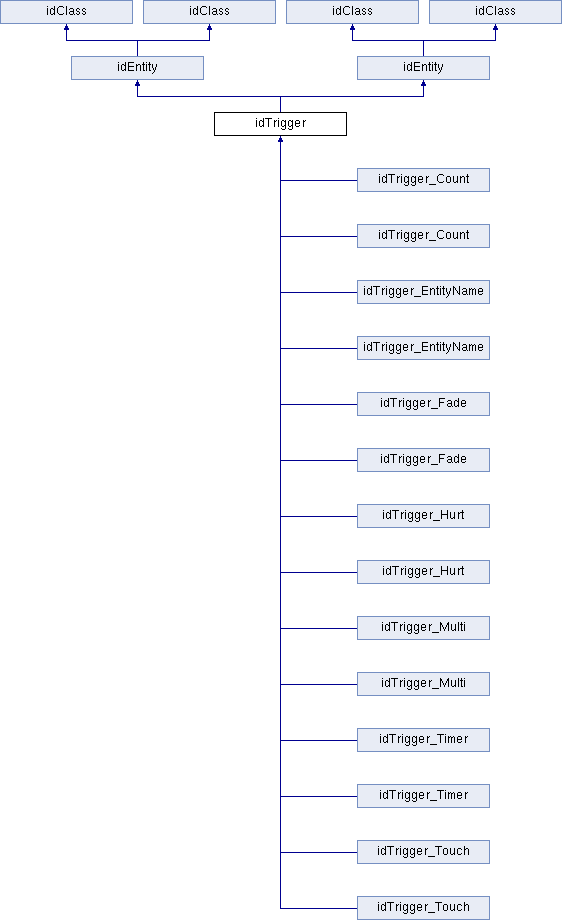 idClass
idClass
idClass
idClass
idEntity
idEntity
idTrigger
idTrigger_Count
idTrigger_Count
idTrigger_EntityName
idTrigger_EntityName
idTrigger_Fade
idTrigger_Fade
idTrigger_Hurt
idTrigger_Hurt
idTrigger_Multi
idTrigger_Multi
idTrigger_Timer
idTrigger_Timer
idTrigger_Touch
idTrigger_Touch